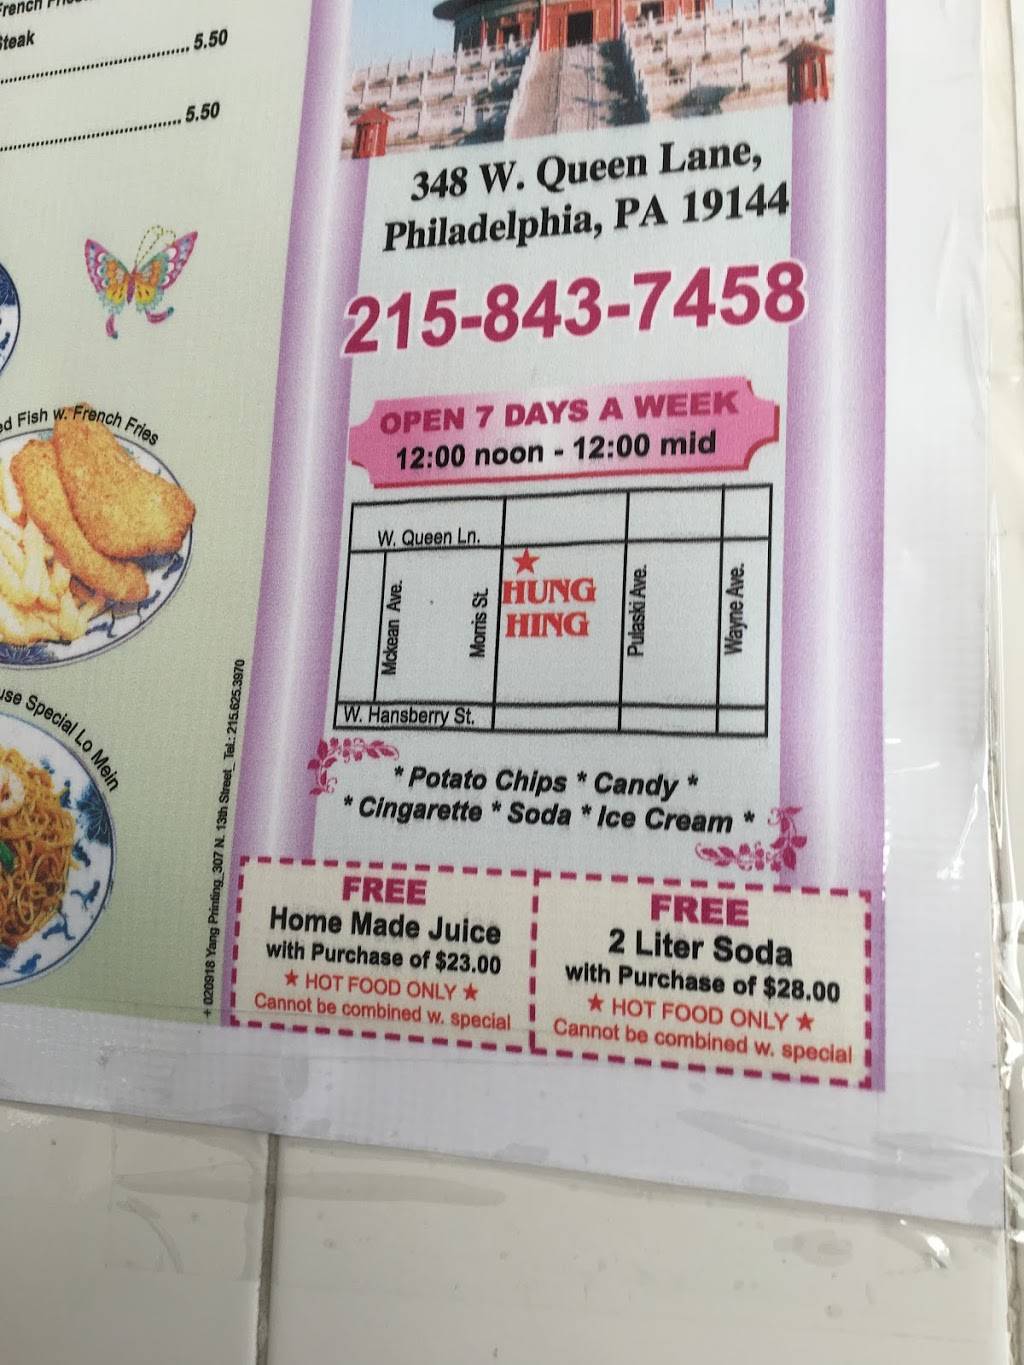 Steak
5.50
5.50
Fish w. French Fries
Special Lo Mein
+ 020918 Yang Printing_307 N. 13th Street_ Tel.: 215.625.3970
348 W. Queen Lane,
Philadelphia, PA 19144
215-843-7458
OPEN 7 DAYS A WEEK
12:00 noon - 12:00 mid
W. Queen Ln.
Mckean Ave.
Morris St.
★
HUNG
HING
Pulaski Ave.
Wayne Ave.
W. Hansberry St.
* Potato Chips * Candy *
* Cingarette * Soda * Ice Cream *
FREE
Home Made Juice
with Purchase of $23.00
★ HOT FOOD ONLY ★
Cannot be combined w. special
FREE
2 Liter Soda
with Purchase of $28.00
★ HOT FOOD ONLY ★
Cannot be combined w. special